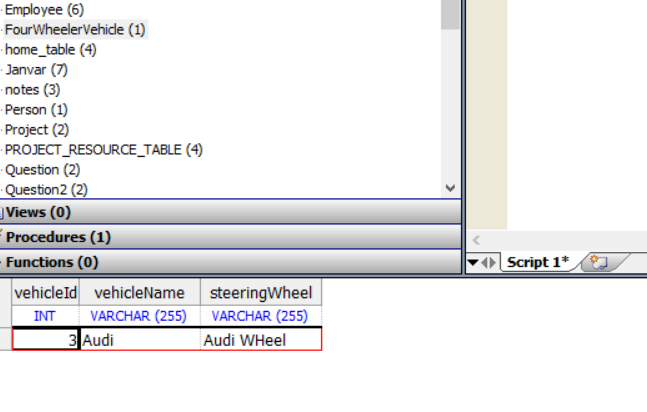 Employee (6)
FourWheelerVehicle (1)
home_table (4)
Janvar (7)
notes (3)
Person (1)
Project (2)
PROJECT_RESOURCE_TABLE (4)
Question (2)
Question2 (2)
Views (0)
Procedures (1)
Functions (0)
Script 1*
vehicleId vehicleName steeringWheel
INT VARCHAR (255) VARCHAR (255)
3 Audi Audi WHeel